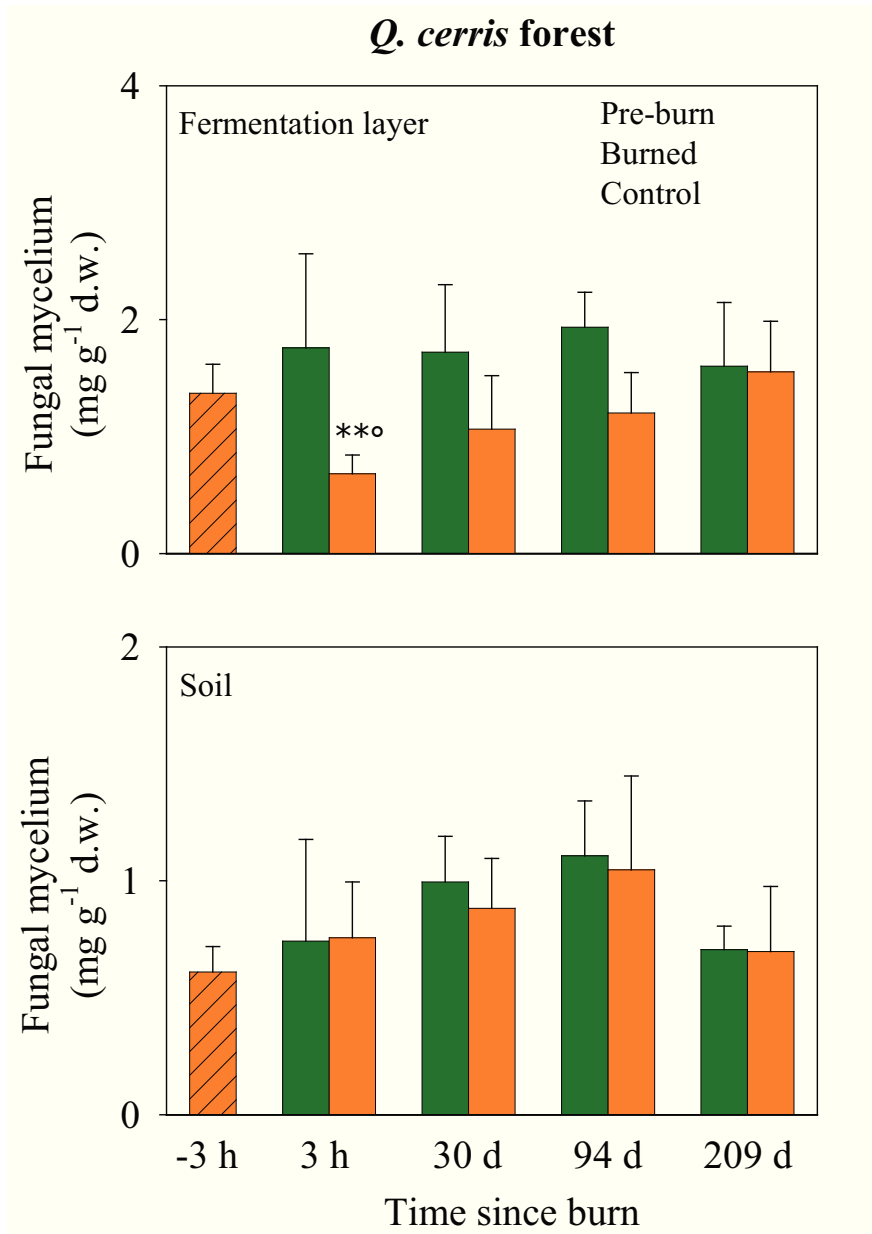 Q. cerris forest
4
2
0
Fermentation layer
Pre-burn
Burned
Control
Fungal mycelium
(mg g⁻¹ d.w.)
**°
2
1
0
Soil
Fungal mycelium
(mg g⁻¹ d.w.)
-3 h 3 h 30 d 94 d 209 d
Time since burn